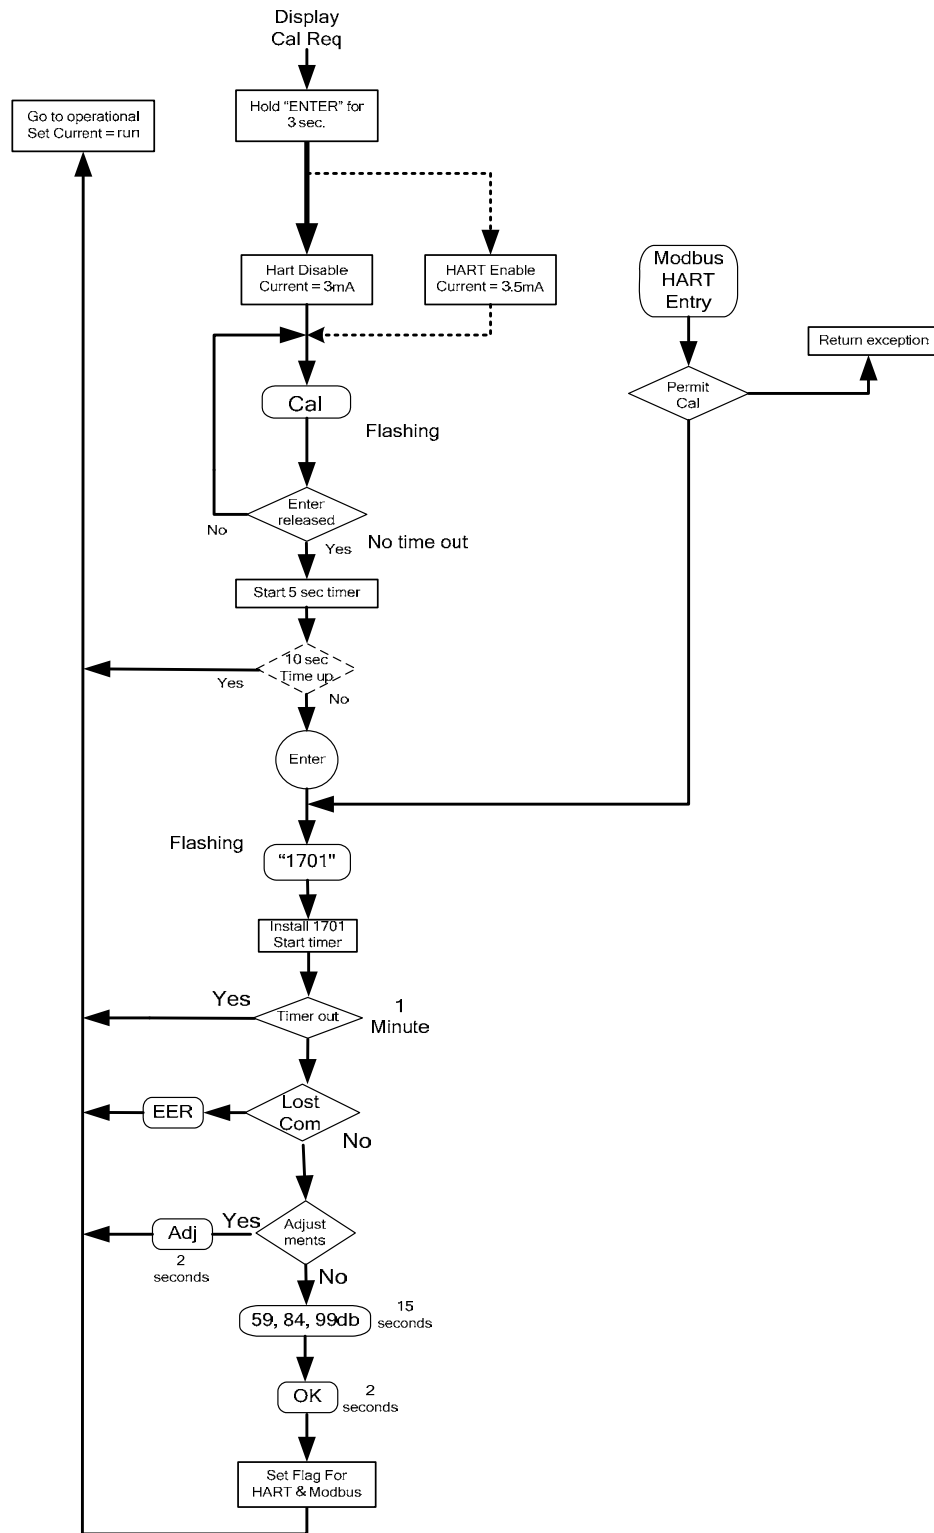 Display
Cal Req
Hold “ENTER” for
3 sec.
Go to operational
Set Current = run
Hart Disable
Current = 3mA
HART Enable
Current = 3.5mA
Modbus
HART
Entry
Return exception
Permit
Cal
Cal
Flashing
Enter
released
No
Yes
No time out
Start 5 sec timer
10 sec
Time up
Yes
No
Enter
Flashing
“1701”
Install 1701
Start timer
Yes
Timer out
1
Minute
Lost
Com
EER
No
Adjust
ments
Yes
Adj
2
seconds
No
59, 84, 99db
15
seconds
OK
2
seconds
Set Flag For
HART & Modbus